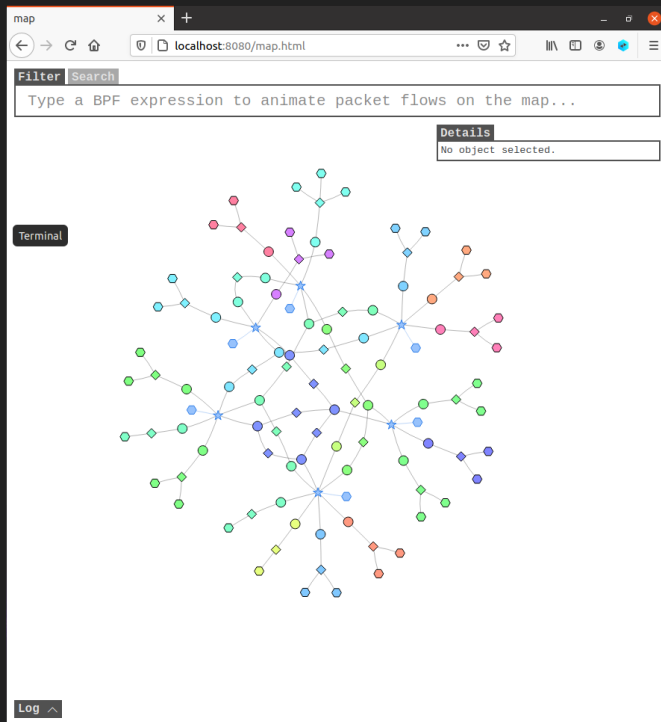 map
localhost:8080/map.html
Filter Search
Type a BPF expression to animate packet flows on the map...
Details
No object selected.
Terminal
Log